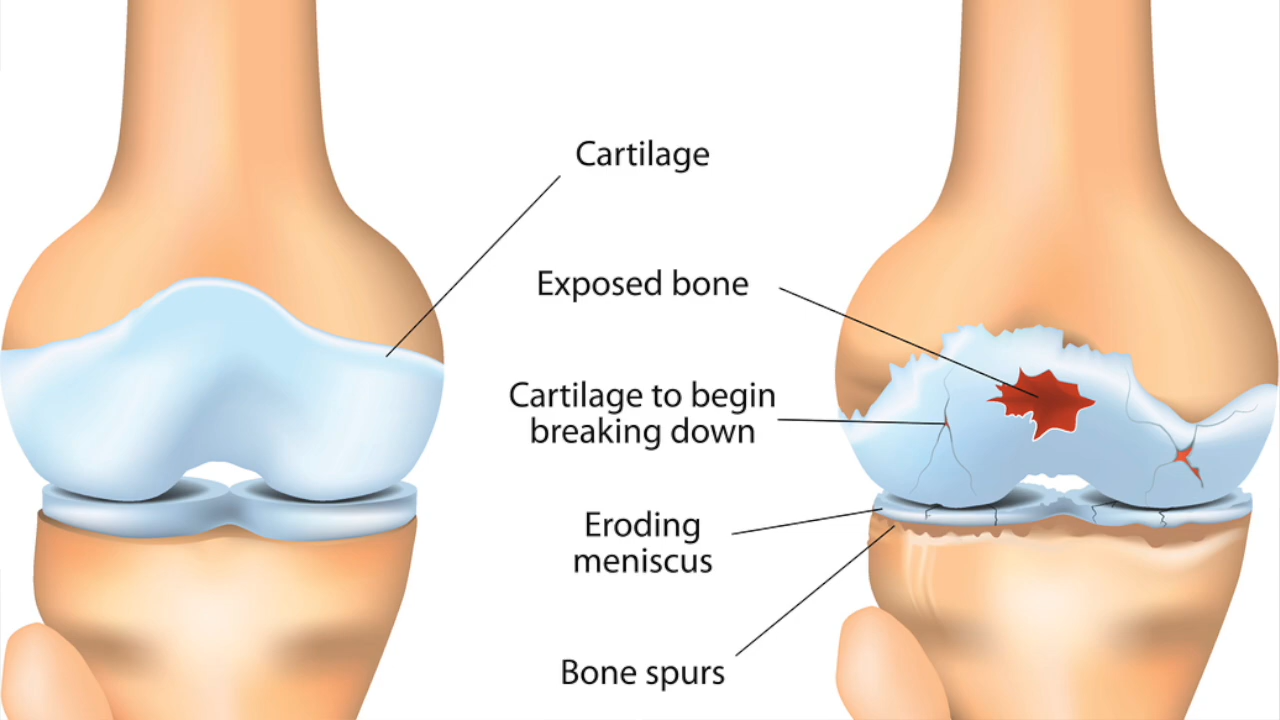 Cartilage
Exposed bone
Cartilage to begin
breaking down
Eroding
meniscus
Bone spurs